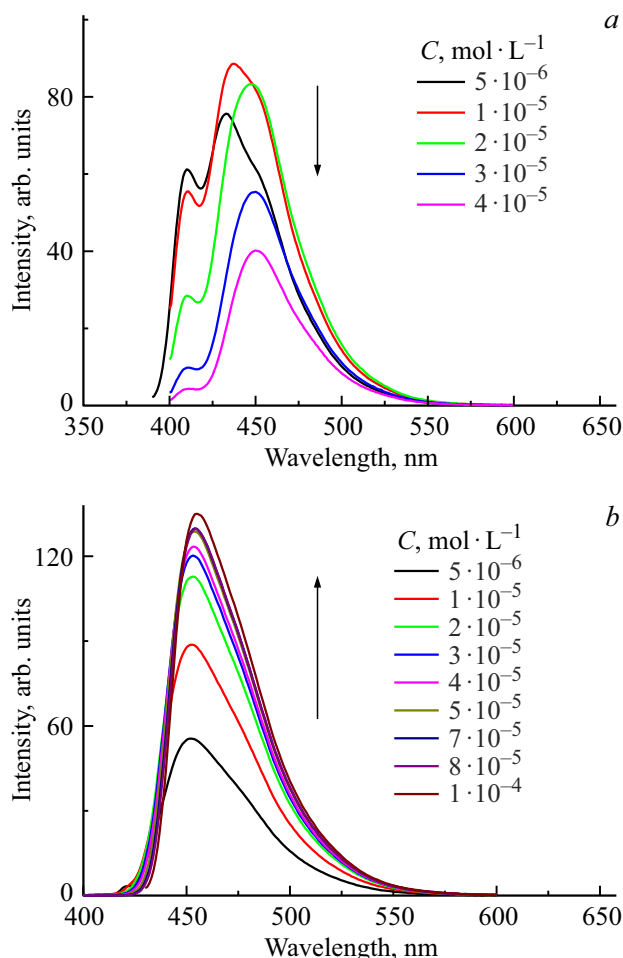 a
C, mol · L⁻¹
5 · 10⁻⁶
1 · 10⁻⁵
2 · 10⁻⁵
3 · 10⁻⁵
4 · 10⁻⁵
80
40
0
Intensity, arb. units
350 400 450 500 550 600 650
Wavelength, nm
b
C, mol · L⁻¹
5 · 10⁻⁶
1 · 10⁻⁵
2 · 10⁻⁵
3 · 10⁻⁵
4 · 10⁻⁵
5 · 10⁻⁵
7 · 10⁻⁵
8 · 10⁻⁵
1 · 10⁻⁴
120
60
0
Intensity, arb. units
400 450 500 550 600 650
Wavelength, nm